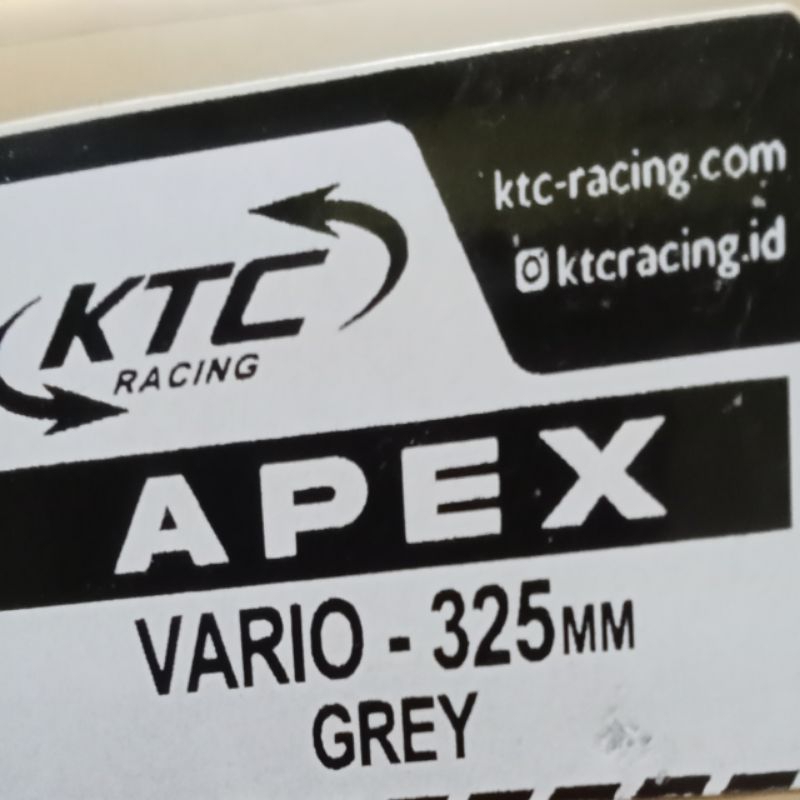 ktc-racing.com
ktcracing.id
KTC
RACING
APEX
VARIO - 325MM
GREY